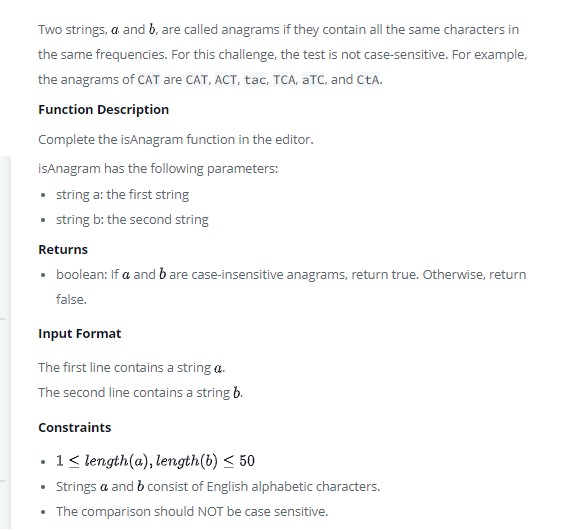 Two strings, a and b, are called anagrams if they contain all the same characters in
the same frequencies. For this challenge, the test is not case-sensitive. For example,
the anagrams of CAT are CAT, ACT, tac, TCA, aTC, and CtA.
Function Description
Complete the isAnagram function in the editor.
isAnagram has the following parameters:
• string a: the first string
• string b: the second string
Returns
• boolean: If a and b are case-insensitive anagrams, return true. Otherwise, return
false.
Input Format
The first line contains a string a.
The second line contains a string b.
Constraints
• 1 ≤ length(a), length(b) ≤ 50
• Strings a and b consist of English alphabetic characters.
• The comparison should NOT be case sensitive.